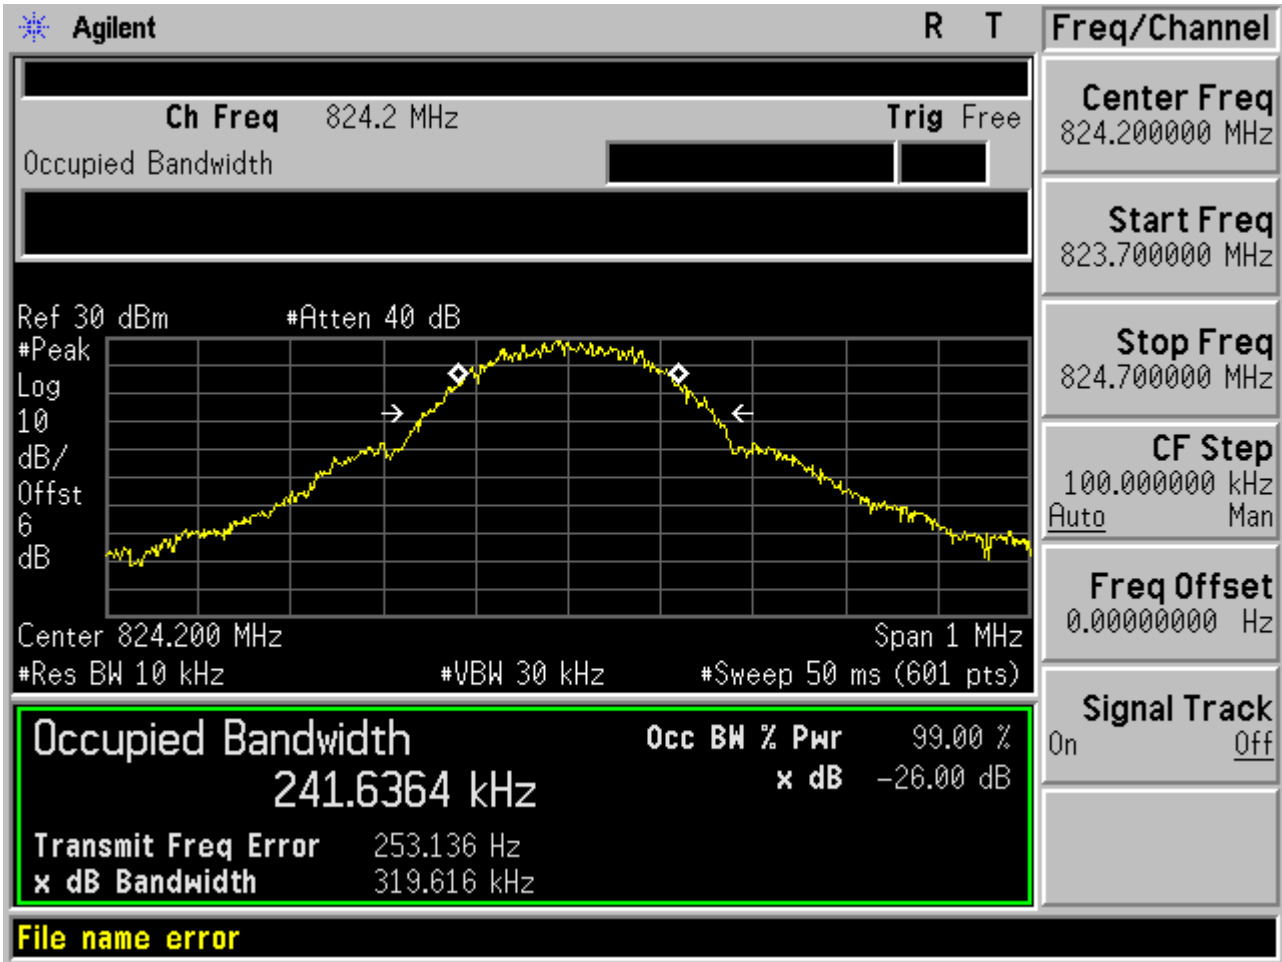 Agilent R T
Ch Freq 824.2 MHz Trig Free
Occupied Bandwidth
Ref 30 dBm #Atten 40 dB
#Peak
Log
10
dB/
Offst
6
dB
Center 824.200 MHz Span 1 MHz
#Res BW 10 kHz #VBW 30 kHz #Sweep 50 ms (601 pts)
Occupied Bandwidth
241.6364 kHz
Occ BW % Pwr 99.00 %
x dB -26.00 dB
Transmit Freq Error 253.136 Hz
x dB Bandwidth 319.616 kHz
File name error
Freq/Channel
Center Freq
824.200000 MHz
Start Freq
823.700000 MHz
Stop Freq
824.700000 MHz
CF Step
100.000000 kHz
Auto Man
Freq Offset
0.00000000 Hz
Signal Track
On Off